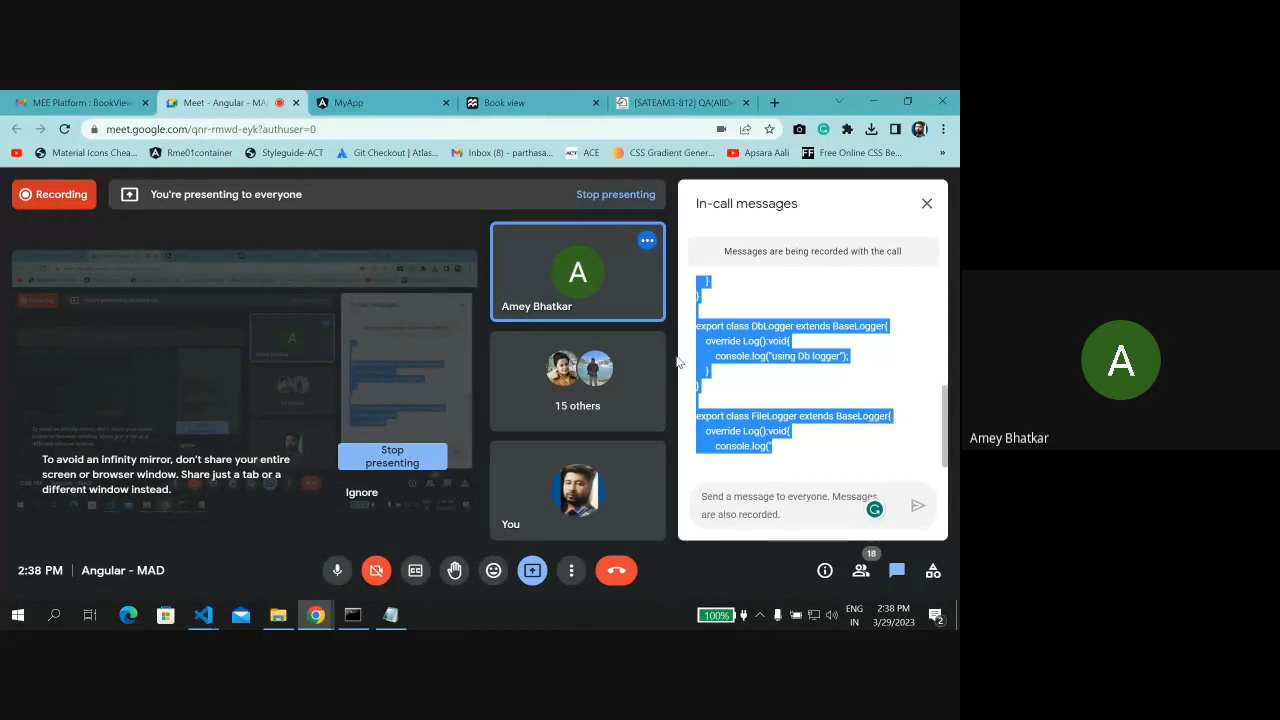 MEE Platform : BookView
Meet - Angular - MA
MyApp
Book view
[SATEAM3-812] QA(AllDe
meet.google.com/qnr-rmwd-eyk?authuser=0
Material Icons Chea...
Rme01container
Styleguide-ACT
Git Checkout | Atlas...
Inbox (8) - parthasa...
ACE
CSS Gradient Gener...
Apsara Aali
Free Online CSS Be...
Recording
You're presenting to everyone
Stop presenting
In-call messages
Messages are being recorded with the call
}
}
export class DbLogger extends BaseLogger{
override Log():void{
console.log("using Db logger");
}
}
export class FileLogger extends BaseLogger{
override Log():void{
console.log("
Send a message to everyone. Messages
are also recorded.
A
Amey Bhatkar
15 others
You
To avoid an infinity mirror, don't share your entire
screen or browser window. Share just a tab or a
different window instead.
Stop
presenting
Ignore
2:38 PM | Angular - MAD
18
100%
ENG
IN
2:38 PM
3/29/2023
2
A
Amey Bhatkar